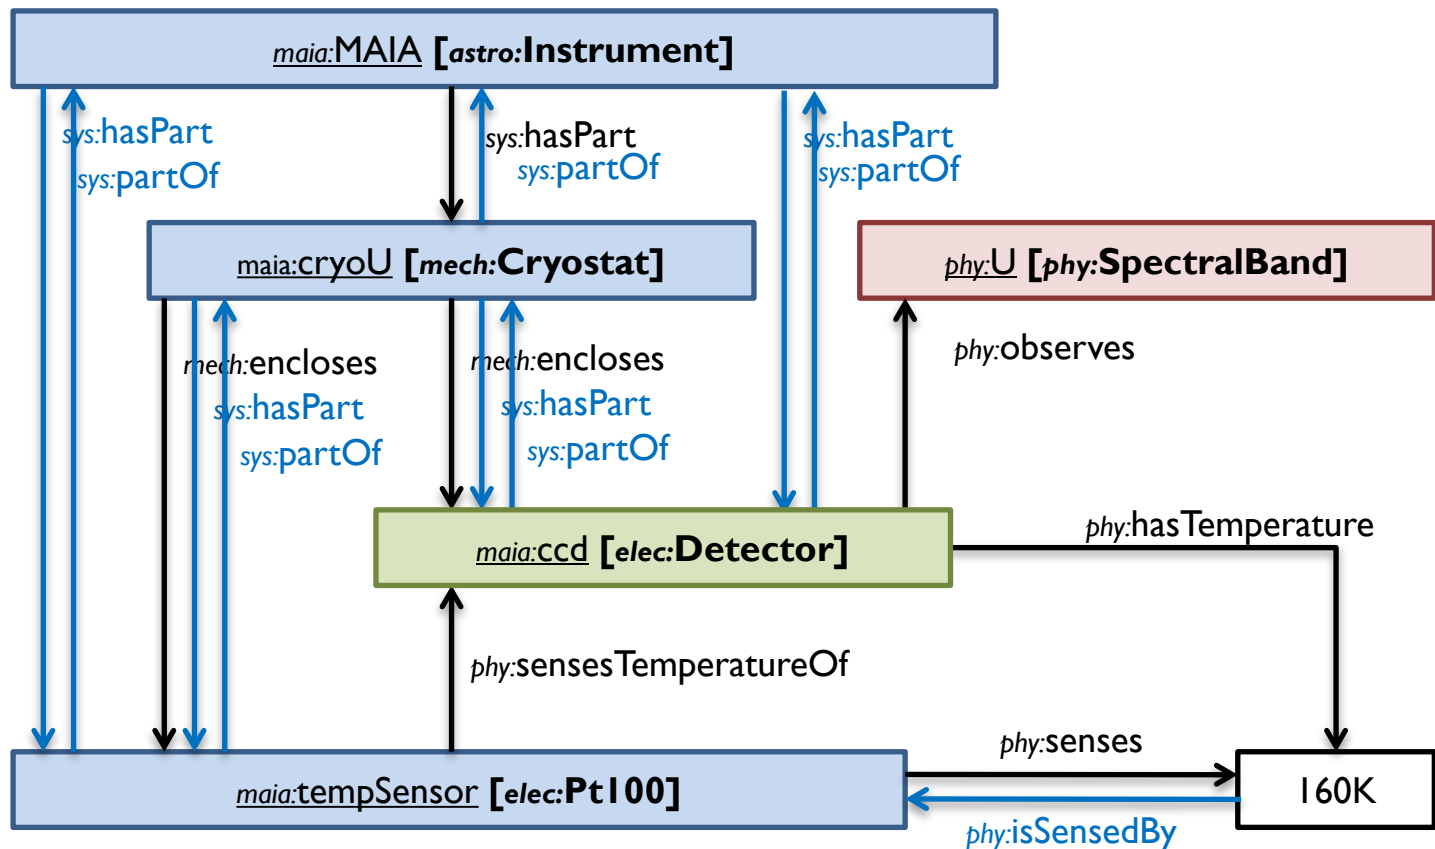 maia:MAIA [astro:Instrument]
sys:hasPart
sys:partOf
sys:hasPart
sys:partOf
sys:hasPart
sys:partOf
maia:cryoU [mech:Cryostat]
phy:U [phy:SpectralBand]
mech:encloses
sys:hasPart
sys:partOf
mech:encloses
sys:hasPart
sys:partOf
phy:observes
maia:ccd [elec:Detector]
phy:hasTemperature
phy:sensesTemperatureOf
maia:tempSensor [elec:Pt100]
phy:senses
160K
phy:isSensedBy